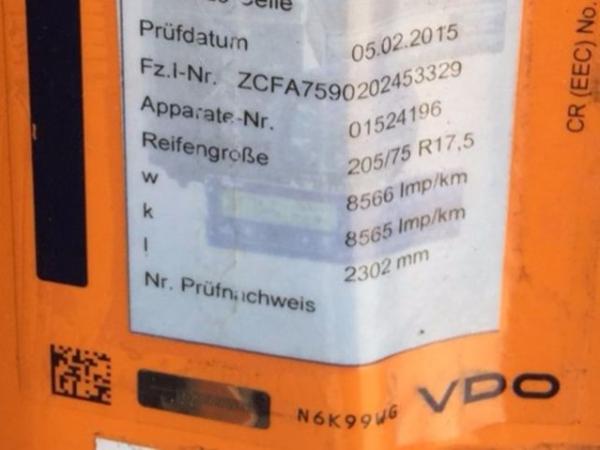 Prüfdatum 05.02.2015
Fz.I-Nr. ZCFA7590202453329
Apparate-Nr. 01524196
Reifengroße 205/75 R17,5
w 8566 Imp/km
k 8565 Imp/km
l 2302 mm
Nr. Prüfnachweis
CR (EEC) No.
N6K99WG VDO